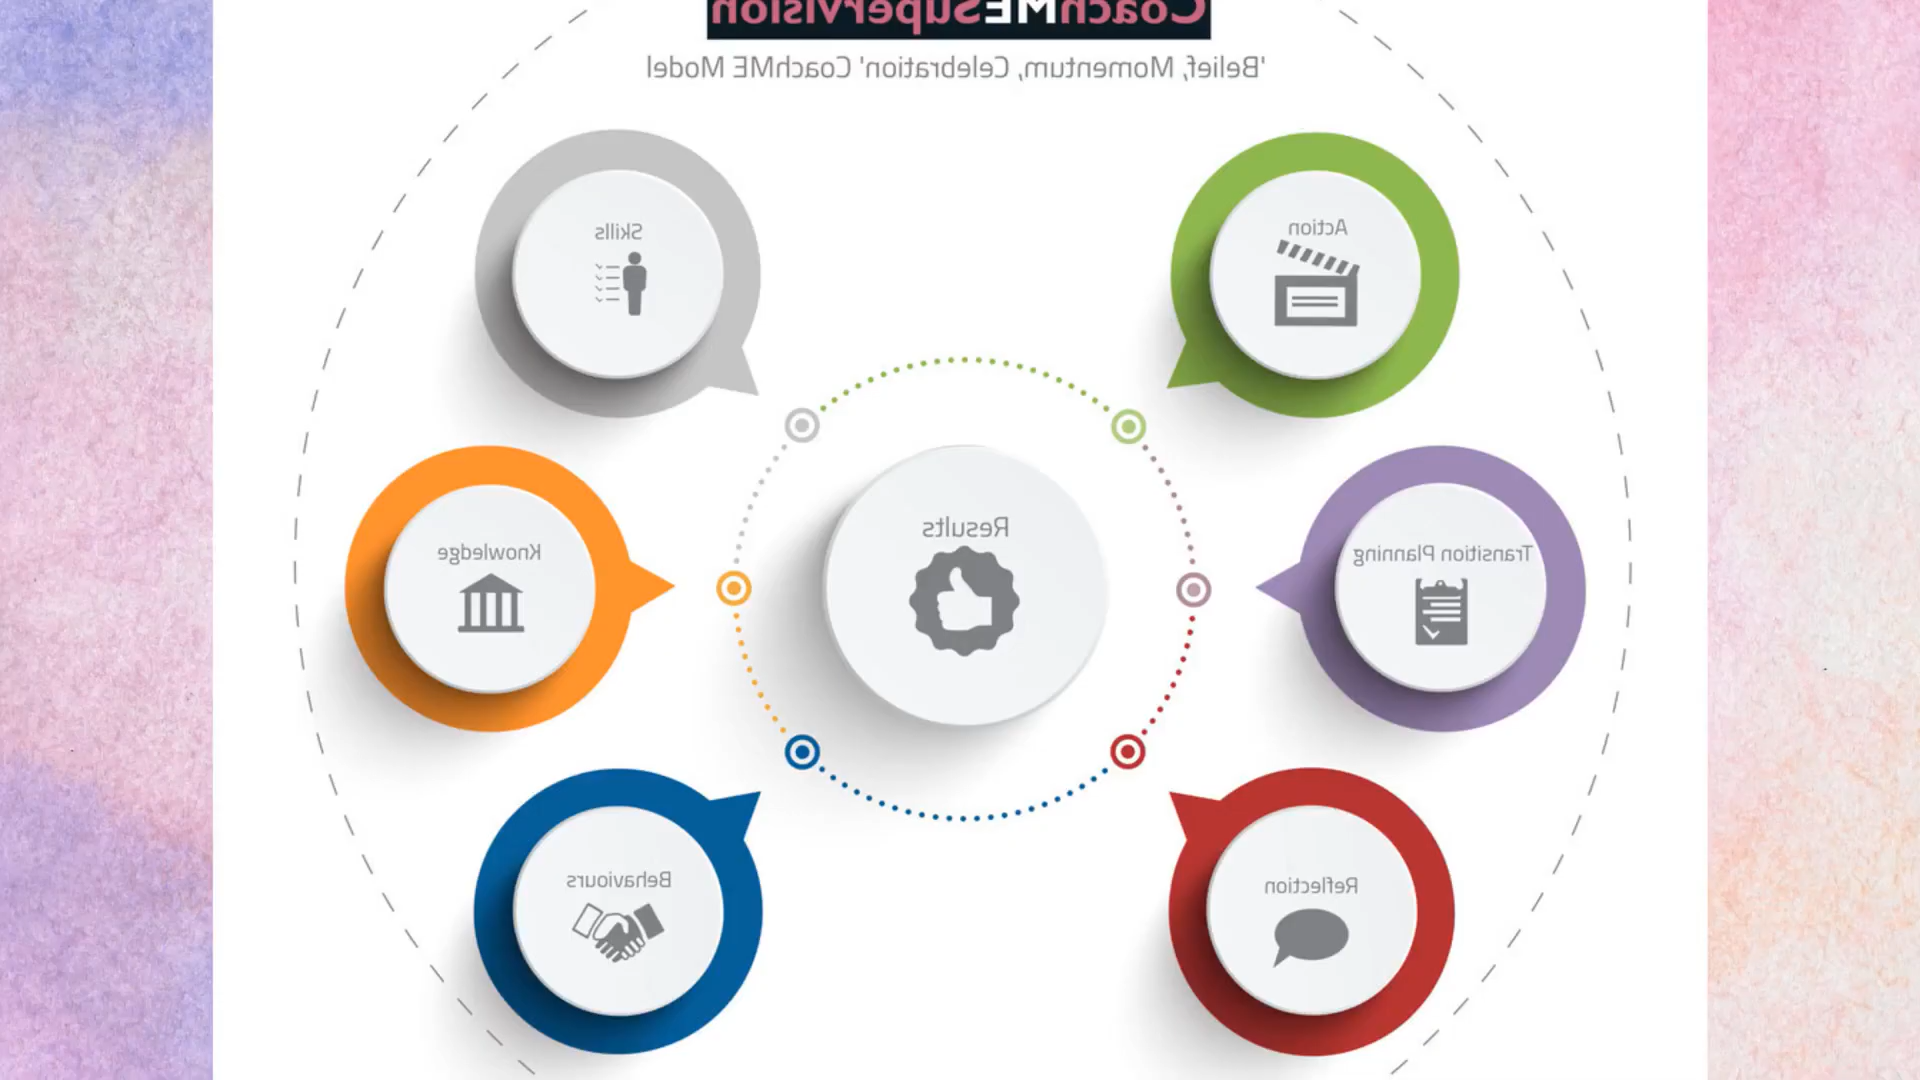 CoachMESupervision
'Belief, Momentum, Celebration' CoachME Model
Skills
Action
Results
Knowledge
Transition Planning
Behaviours
Reflection